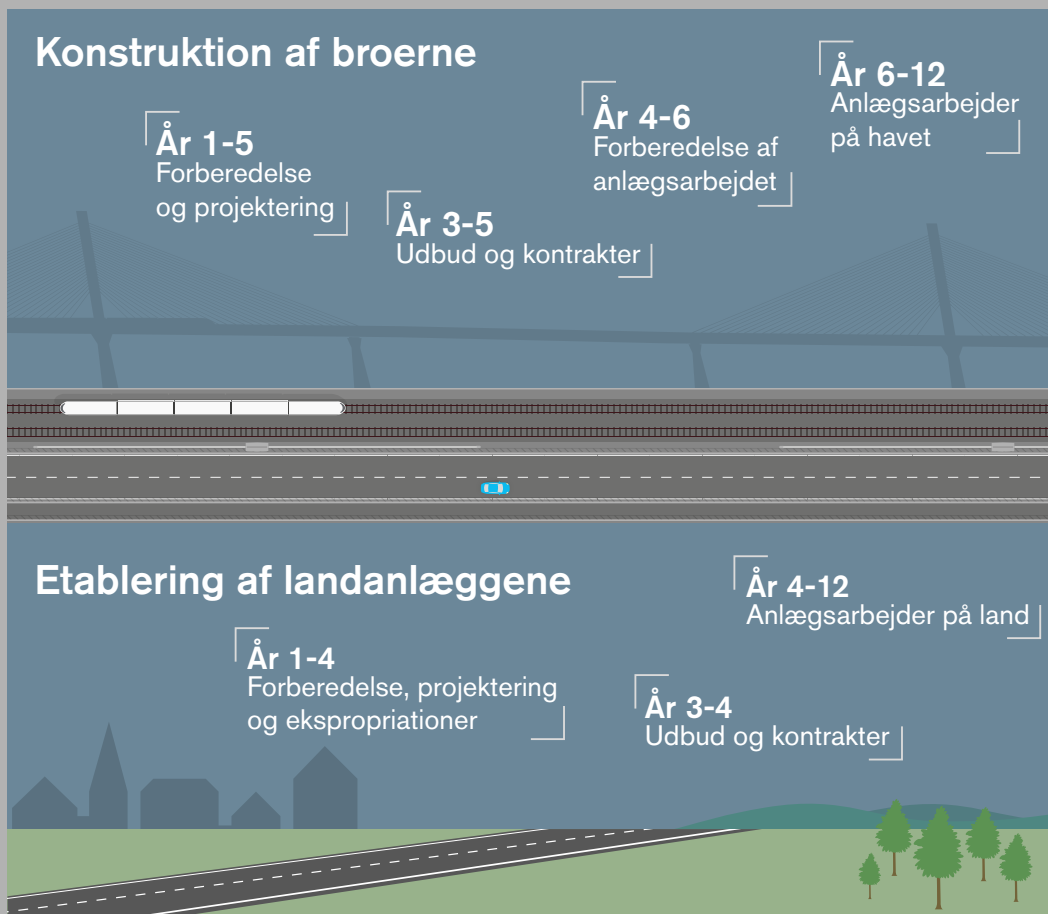 Konstruktion af broerne
År 1-5
Forberedelse
og projektering
År 3-5
Udbud og kontrakter
År 4-6
Forberedelse af
anlægsarbejdet
År 6-12
Anlægsarbejder
på havet
Etablering af landanlæggene
År 1-4
Forberedelse, projektering
og ekspropriationer
År 3-4
Udbud og kontrakter
År 4-12
Anlægsarbejder på land